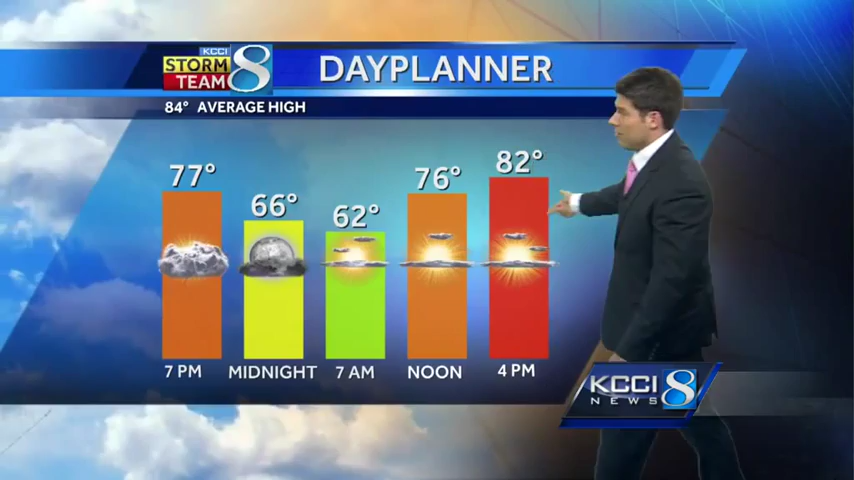 KCCI
STORM
TEAM 8
DAYPLANNER
84° AVERAGE HIGH
77°
66°
62°
76°
82°
7 PM
MIDNIGHT
7 AM
NOON
4 PM
KCCI 8
NEWS